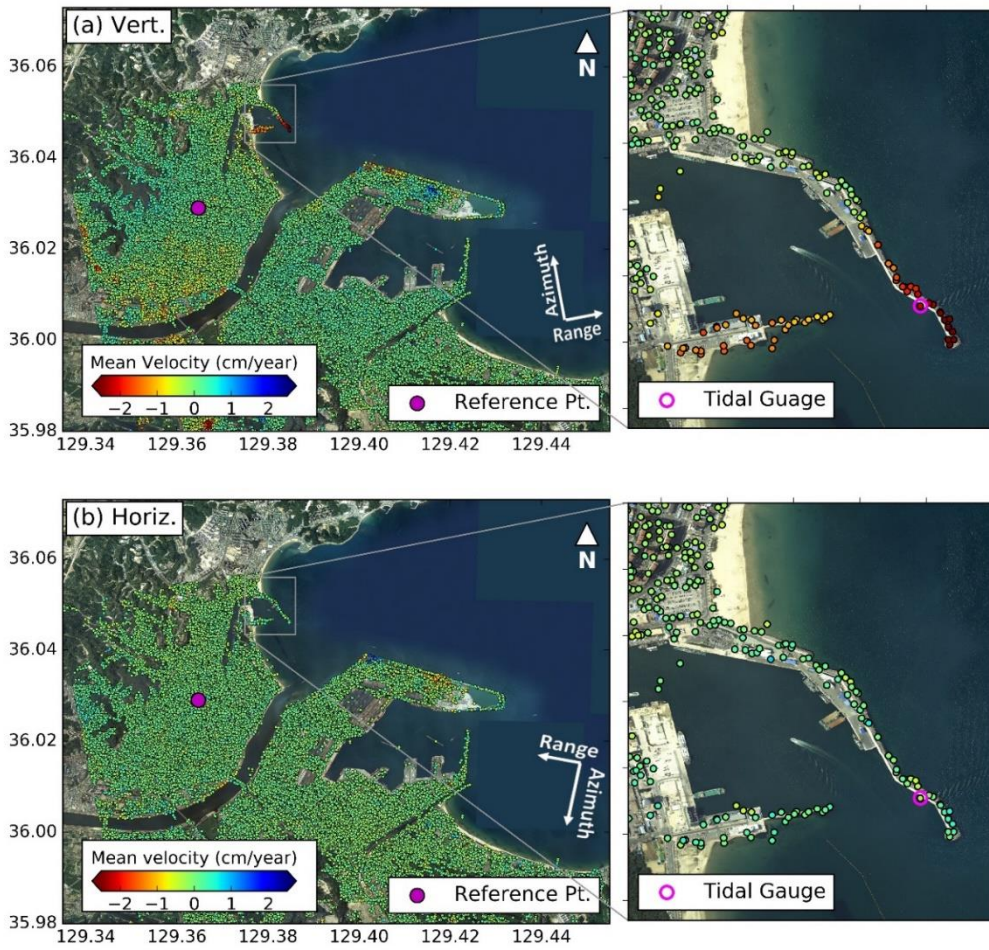 (a) Vert.
36.06
36.04
36.02
36.00
35.98
N
Azimuth
Range
Mean Velocity (cm/year)
−2 −1 0 1 2
Reference Pt.
Tidal Guage
129.34 129.36 129.38 129.40 129.42 129.44
(b) Horiz.
36.06
36.04
36.02
36.00
35.98
N
Range
Azimuth
Mean velocity (cm/year)
−2 −1 0 1 2
Reference Pt.
Tidal Gauge
129.34 129.36 129.38 129.40 129.42 129.44